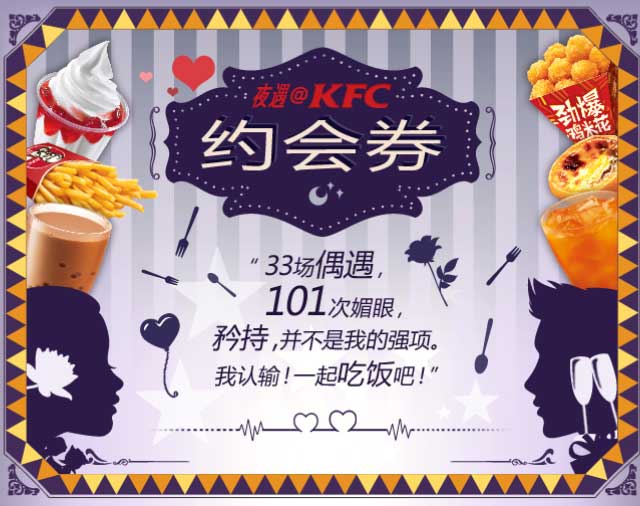 夜遇@KFC
约会券
劲爆
鸡米花
“33场偶遇，
101次媚眼，
矜持，并不是我的强项。
我认输！一起吃饭吧！”